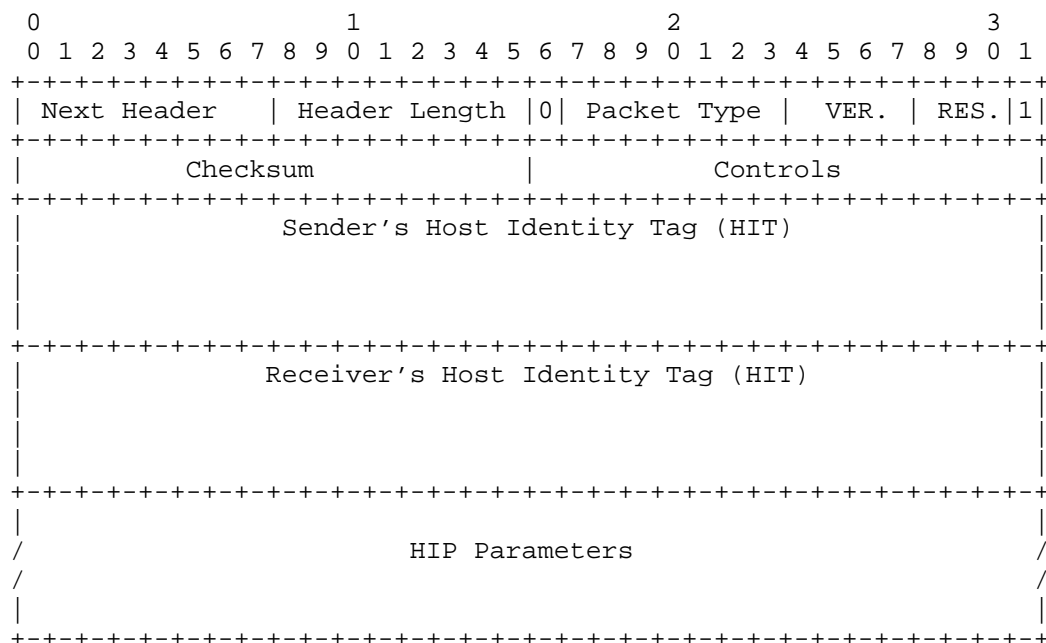 0                   1                   2                   3
 0 1 2 3 4 5 6 7 8 9 0 1 2 3 4 5 6 7 8 9 0 1 2 3 4 5 6 7 8 9 0 1
+-+-+-+-+-+-+-+-+-+-+-+-+-+-+-+-+-+-+-+-+-+-+-+-+-+-+-+-+-+-+-+-+
| Next Header   | Header Length |0| Packet Type |  VER. | RES.|1|
+-+-+-+-+-+-+-+-+-+-+-+-+-+-+-+-+-+-+-+-+-+-+-+-+-+-+-+-+-+-+-+-+
|          Checksum             |           Controls            |
+-+-+-+-+-+-+-+-+-+-+-+-+-+-+-+-+-+-+-+-+-+-+-+-+-+-+-+-+-+-+-+-+
|                Sender’s Host Identity Tag (HIT)               |
|                                                               |
|                                                               |
|                                                               |
+-+-+-+-+-+-+-+-+-+-+-+-+-+-+-+-+-+-+-+-+-+-+-+-+-+-+-+-+-+-+-+-+
|               Receiver’s Host Identity Tag (HIT)              |
|                                                               |
|                                                               |
|                                                               |
+-+-+-+-+-+-+-+-+-+-+-+-+-+-+-+-+-+-+-+-+-+-+-+-+-+-+-+-+-+-+-+-+
|                                                               |
/                        HIP Parameters                         /
/                                                               /
|                                                               |
+-+-+-+-+-+-+-+-+-+-+-+-+-+-+-+-+-+-+-+-+-+-+-+-+-+-+-+-+-+-+-+-+